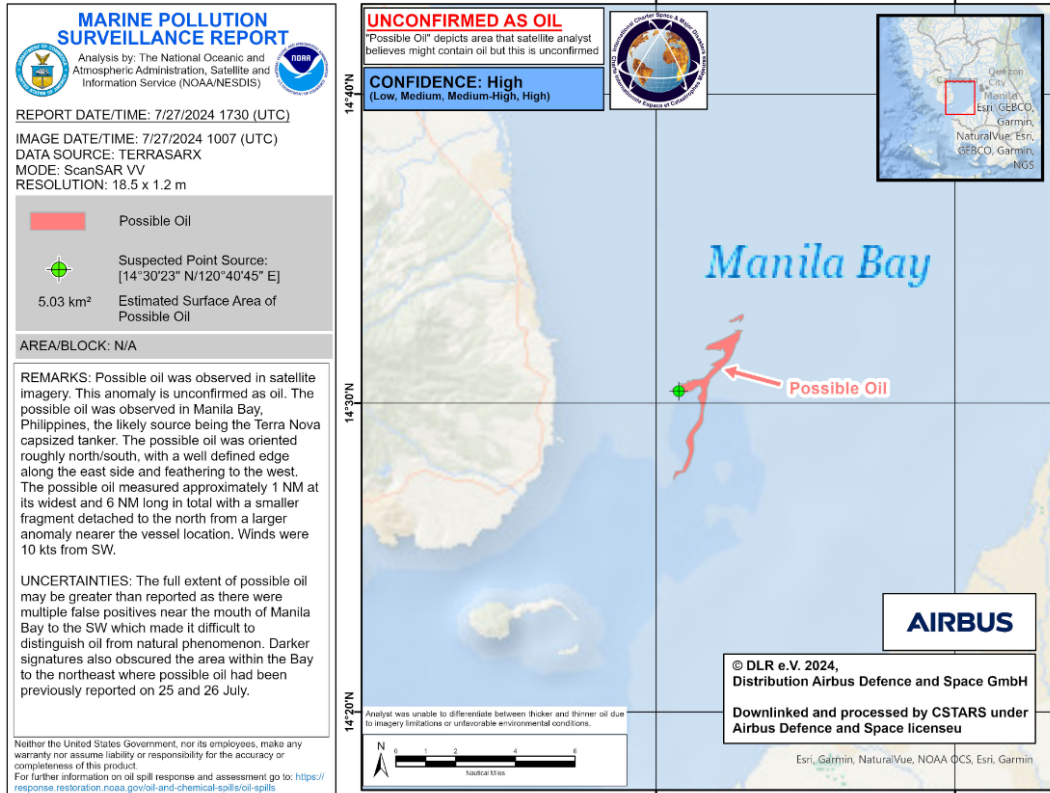 MARINE POLLUTION
SURVEILLANCE REPORT
Analysis by: The National Oceanic and
Atmospheric Administration, Satellite and
Information Service (NOAA/NESDIS)
NOAA
REPORT DATE/TIME: 7/27/2024 1730 (UTC)
IMAGE DATE/TIME: 7/27/2024 1007 (UTC)
DATA SOURCE: TERRASARX
MODE: ScanSAR VV
RESOLUTION: 18.5 x 1.2 m
Possible Oil
Suspected Point Source:
[14°30'23" N/120°40'45" E]
5.03 km² Estimated Surface Area of
Possible Oil
AREA/BLOCK: N/A
REMARKS: Possible oil was observed in satellite
imagery. This anomaly is unconfirmed as oil. The
possible oil was observed in Manila Bay,
Philippines, the likely source being the Terra Nova
capsized tanker. The possible oil was oriented
roughly north/south, with a well defined edge
along the east side and feathering to the west.
The possible oil measured approximately 1 NM at
its widest and 6 NM long in total with a smaller
fragment detached to the north from a larger
anomaly nearer the vessel location. Winds were
10 kts from SW.
UNCERTAINTIES: The full extent of possible oil
may be greater than reported as there were
multiple false positives near the mouth of Manila
Bay to the SW which made it difficult to
distinguish oil from natural phenomenon. Darker
signatures also obscured the area within the Bay
to the northeast where possible oil had been
previously reported on 25 and 26 July.
Neither the United States Government, nor its employees, make any
warranty nor assume liability or responsibility for the accuracy or
completeness of this product.
For further information on oil spill response and assessment go to: https://
response.restoration.noaa.gov/oil-and-chemical-spills/oil-spills
UNCONFIRMED AS OIL
"Possible Oil" depicts area that satellite analyst
believes might contain oil but this is unconfirmed
CONFIDENCE: High
(Low, Medium, Medium-High, High)
International Charter Space & Major Disasters
Charte Internationale Espace et Catastrophes Majeures
Quezon
City
Manila
Esri, GEBCO,
Garmin,
NaturalVue, Esri,
GEBCO, Garmin,
NGS
14°40'N
Manila Bay
Possible Oil
14°30'N
14°20'N
AIRBUS
© DLR e.V. 2024,
Distribution Airbus Defence and Space GmbH
Downlinked and processed by CSTARS under
Airbus Defence and Space licenseu
Analyst was unable to differentiate between thicker and thinner oil due
to imagery limitations or unfavorable environmental conditions.
N
0 1 2 4 6
Nautical Miles
Esri, Garmin, NaturalVue, NOAA OCS, Esri, Garmin